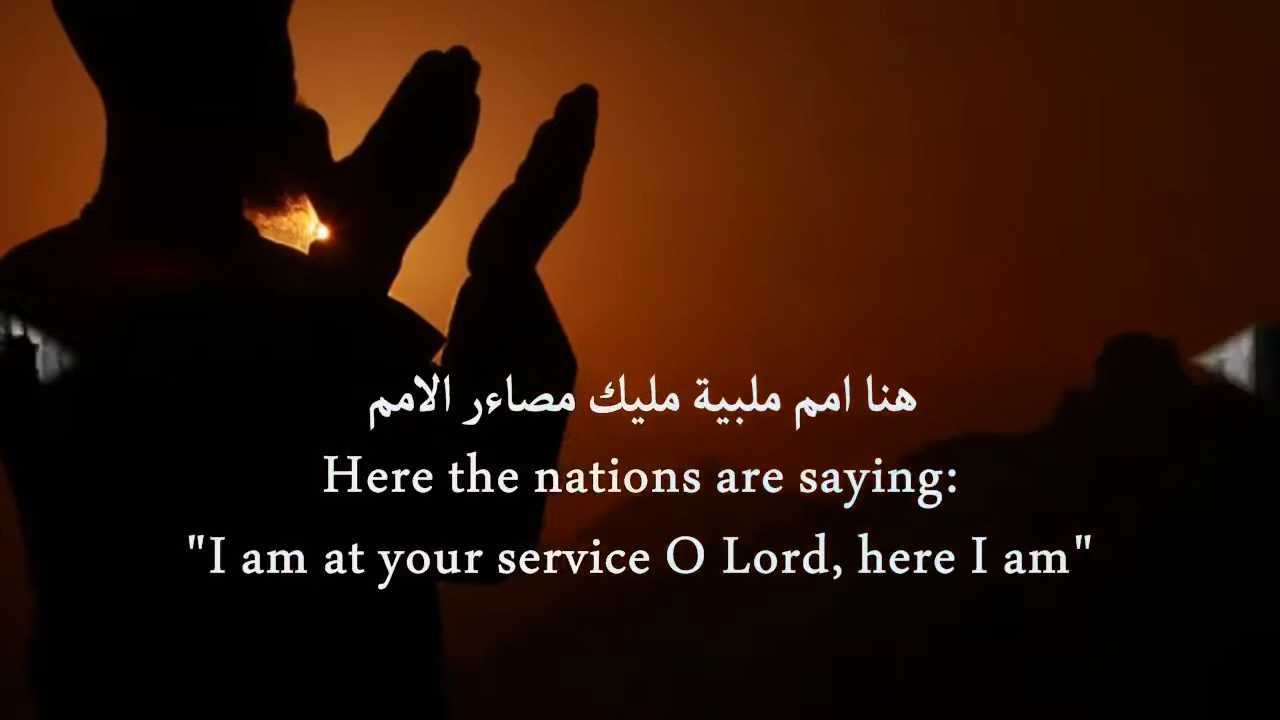 هنا امم ملبية مليك مصاءر الامم
Here the nations are saying:
"I am at your service O Lord, here I am"